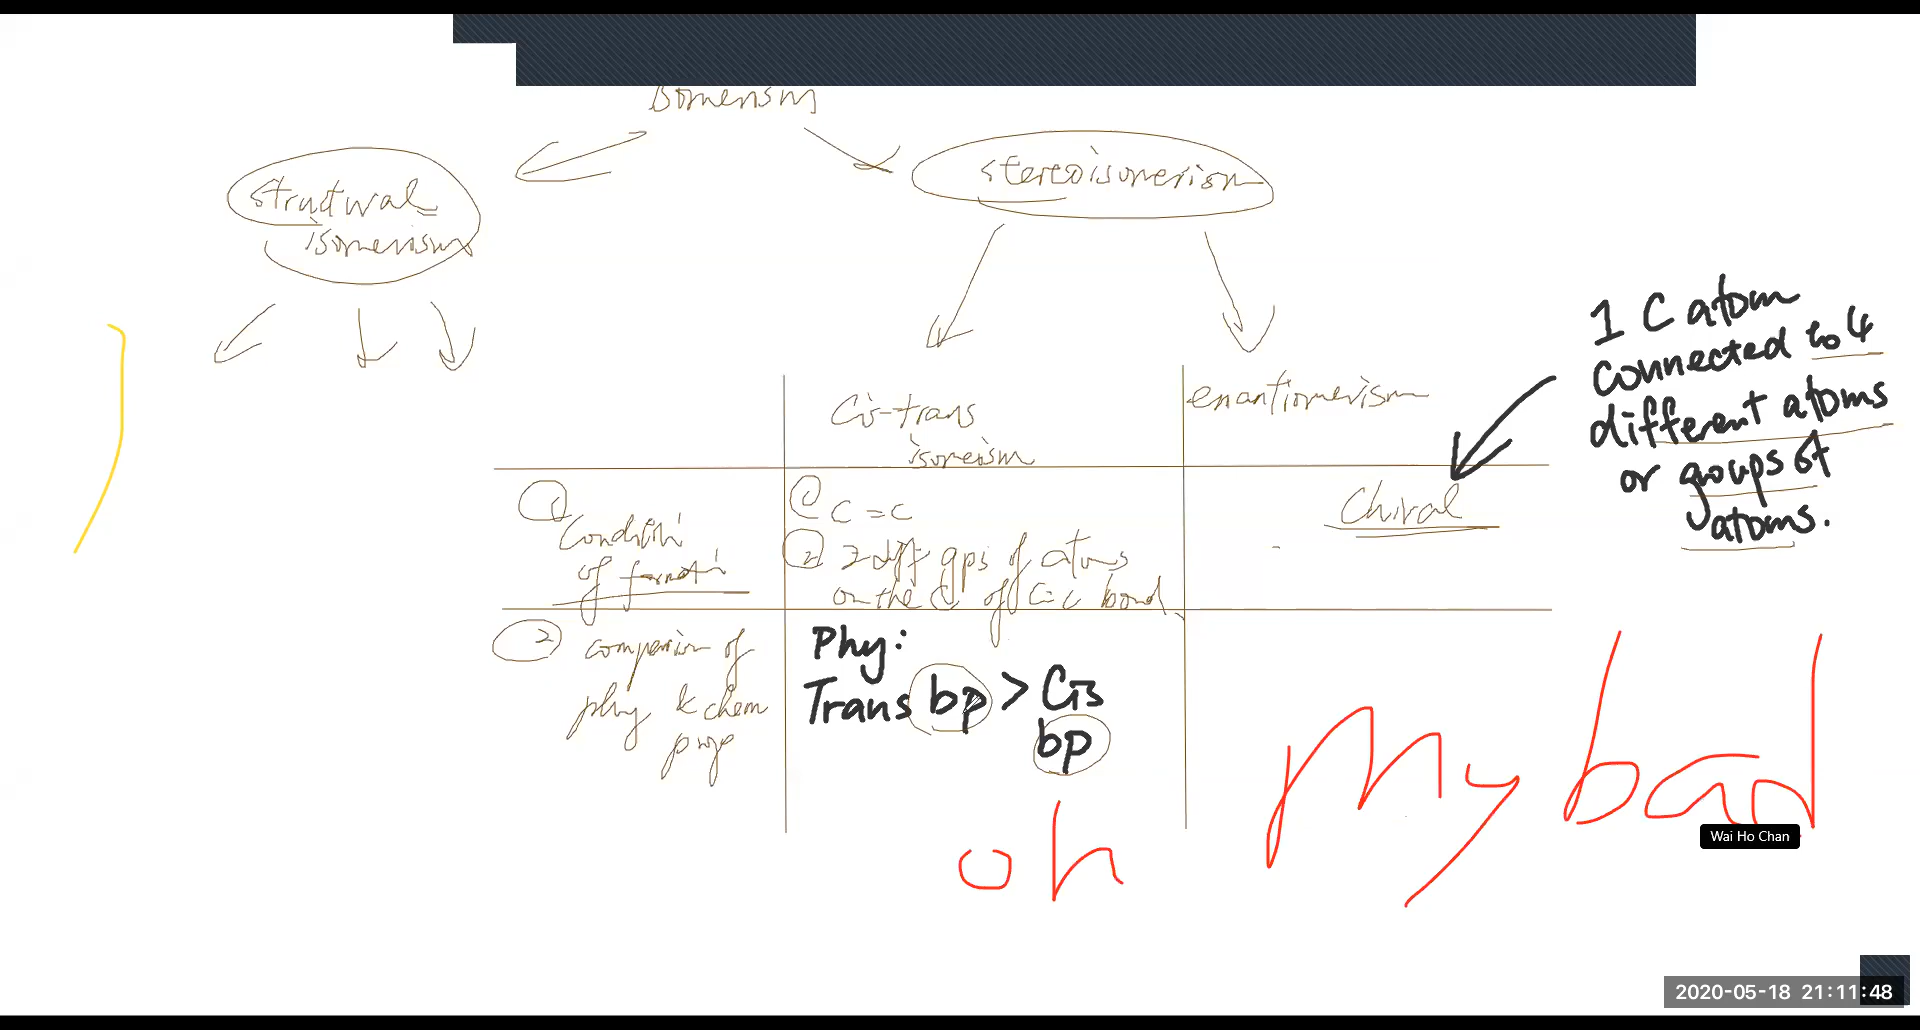 isomerism
structural
isomerism
stereoisomerism
Cis-trans
isomeism
enantiomerism
1 C atom
connected to 4
different atoms
or groups of
atoms.
1
Condition
of formation
1 C = C
2 2 diff gps of atoms
on the C of C=C bond
Chiral
2 comparison of
phy & chem
prop
Phy:
Trans bp > Cis
bp
oh my bad
Wai Ho Chan
2020-05-18 21:11:48